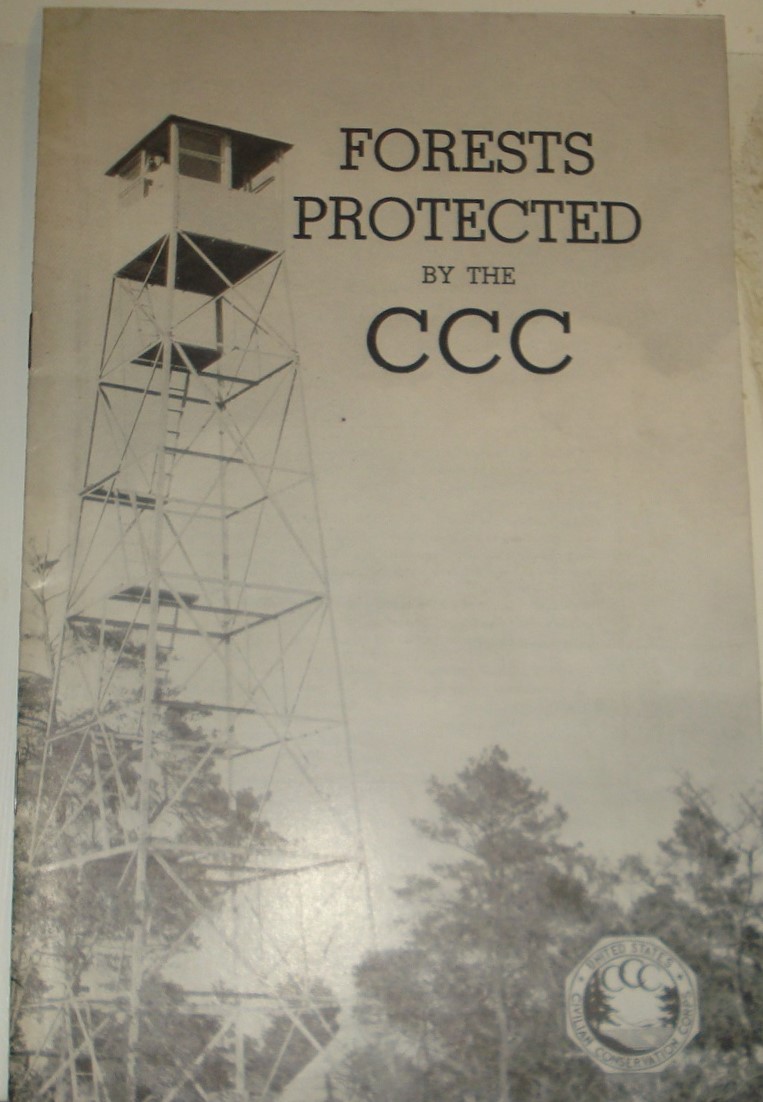 FORESTS
PROTECTED
BY THE
CCC
UNITED STATES
CCC
CIVILIAN CONSERVATION CORPS